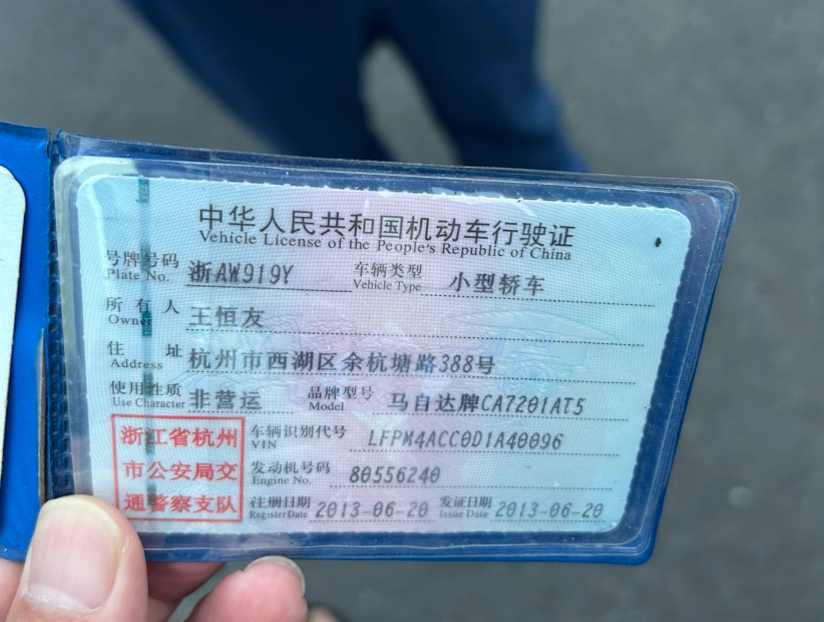 中华人民共和国机动车行驶证
Vehicle License of the People's Republic of China
号牌号码 浙AW919Y 车辆类型 小型轿车
Plate No. Vehicle Type
所有人 王恒友
Owner
住址 杭州市西湖区余杭塘路388号
Address
使用性质 非营运 品牌型号 马自达牌CA7201AT5
Use Character Model
浙江省杭州
市公安局交
通警察支队
车辆识别代号 LFPM4ACC0D1A40096
VIN
发动机号码 80556240
Engine No.
注册日期 2013-06-20 发证日期 2013-06-20
Register Date Issue Date